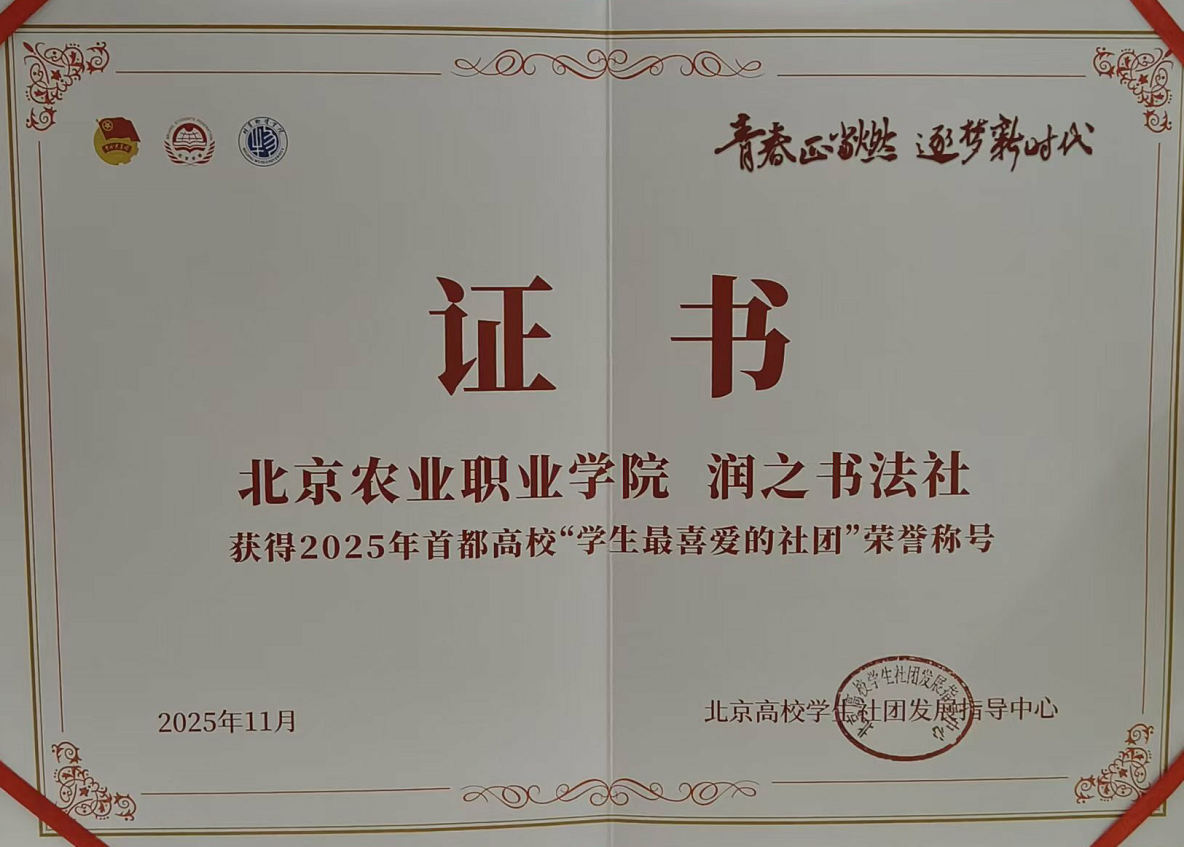 青春正当燃 逐梦新时代
证 书
北京农业职业学院 润之书法社
获得2025年首都高校“学生最喜爱的社团”荣誉称号
2025年11月
北京高校学生社团发展指导中心